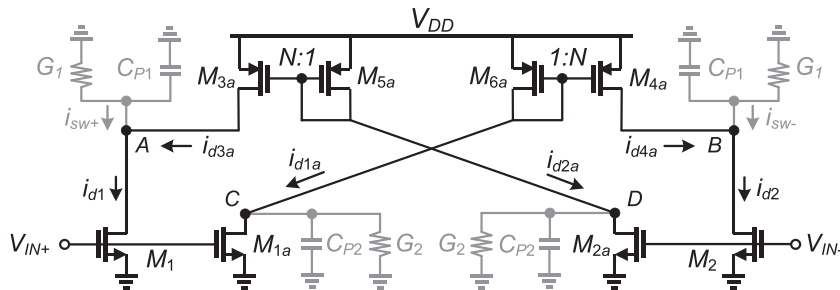 V_DD
G_1 C_P1 M_3a N:1 M_5a M_6a 1:N M_4a C_P1 G_1
i_sw+ i_sw-
A i_d3a i_d4a B
i_d1 C i_d1a i_d2a D i_d2
V_IN+ M_1 M_1a C_P2 G_2 G_2 C_P2 M_2a M_2 V_IN-